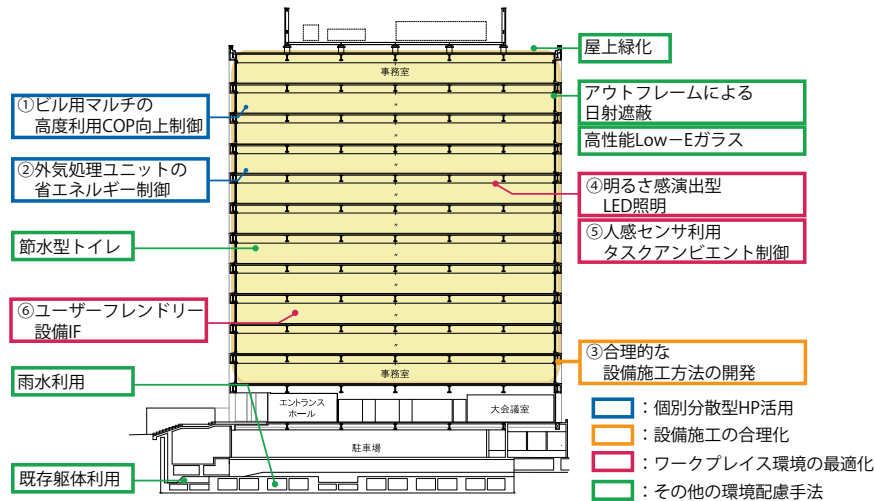 屋上緑化
事務室
アウトフレームによる
日射遮蔽
①ビル用マルチの
高度利用COP向上制御
〃
高性能Low－Eガラス
〃
②外気処理ユニットの
省エネルギー制御
〃
④明るさ感演出型
LED照明
〃
⑤人感センサ利用
タスクアンビエント制御
〃
節水型トイレ
〃
〃
⑥ユーザーフレンドリー
設備IF
〃
〃
③合理的な
設備施工方法の開発
事務室
雨水利用
エントランス
ホール
大会議室
：個別分散型HP活用
：設備施工の合理化
駐車場
：ワークプレイス環境の最適化
既存躯体利用
：その他の環境配慮手法